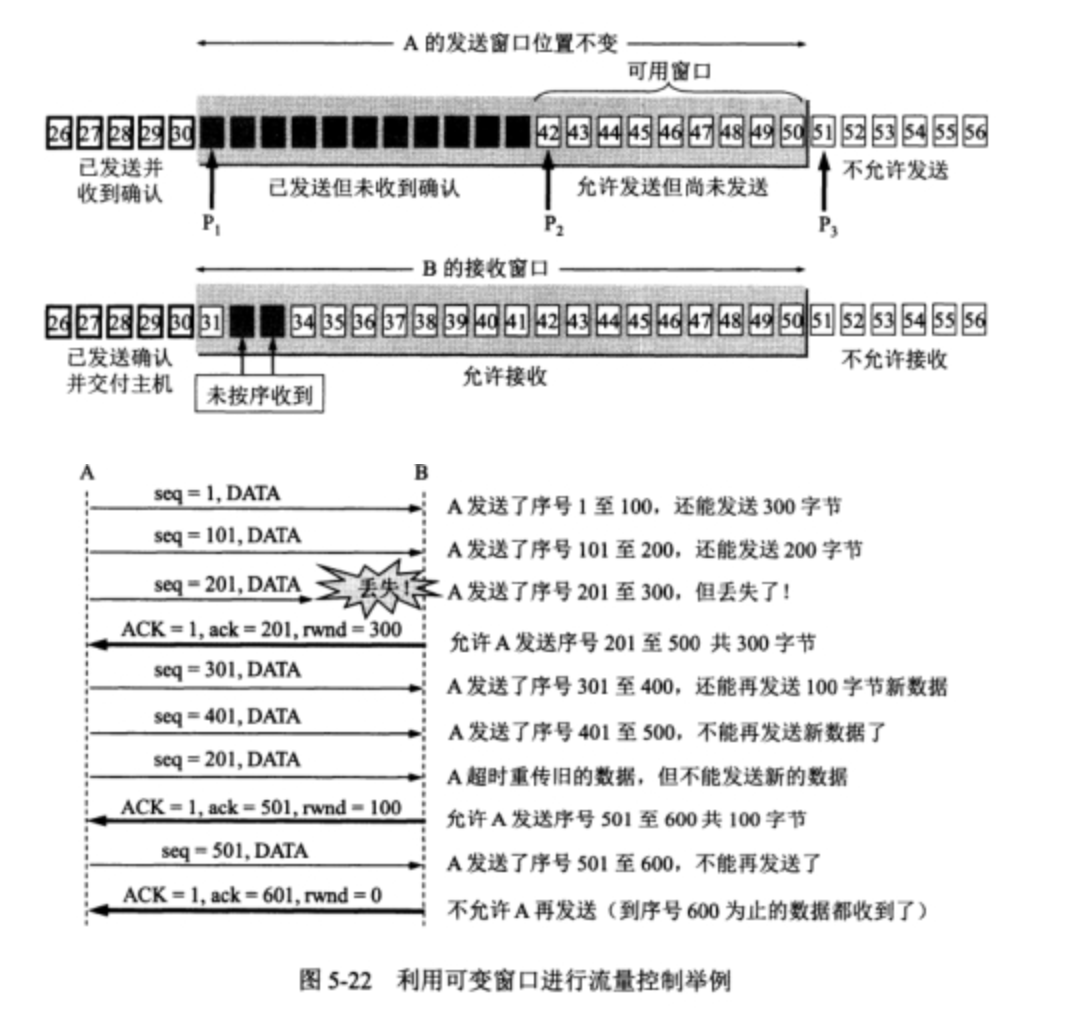 A 的发送窗口位置不变
可用窗口
26 27 28 29 30 42 43 44 45 46 47 48 49 50 51 52 53 54 55 56
已发送并
收到确认
已发送但未收到确认
允许发送但尚未发送
不允许发送
P1 P2 P3
B 的接收窗口
26 27 28 29 30 31 34 35 36 37 38 39 40 41 42 43 44 45 46 47 48 49 50 51 52 53 54 55 56
已发送确认
并交付主机
未按序收到
允许接收
不允许接收
A B
seq = 1, DATA A 发送了序号 1 至 100，还能发送 300 字节
seq = 101, DATA A 发送了序号 101 至 200，还能发送 200 字节
seq = 201, DATA 丢失！ A 发送了序号 201 至 300，但丢失了！
ACK = 1, ack = 201, rwnd = 300 允许 A 发送序号 201 至 500 共 300 字节
seq = 301, DATA A 发送了序号 301 至 400，还能再发送 100 字节新数据
seq = 401, DATA A 发送了序号 401 至 500，不能再发送新数据了
seq = 201, DATA A 超时重传旧的数据，但不能发送新的数据
ACK = 1, ack = 501, rwnd = 100 允许 A 发送序号 501 至 600 共 100 字节
seq = 501, DATA A 发送了序号 501 至 600，不能再发送了
ACK = 1, ack = 601, rwnd = 0 不允许 A 再发送（到序号 600 为止的数据都收到了）
图 5-22 利用可变窗口进行流量控制举例